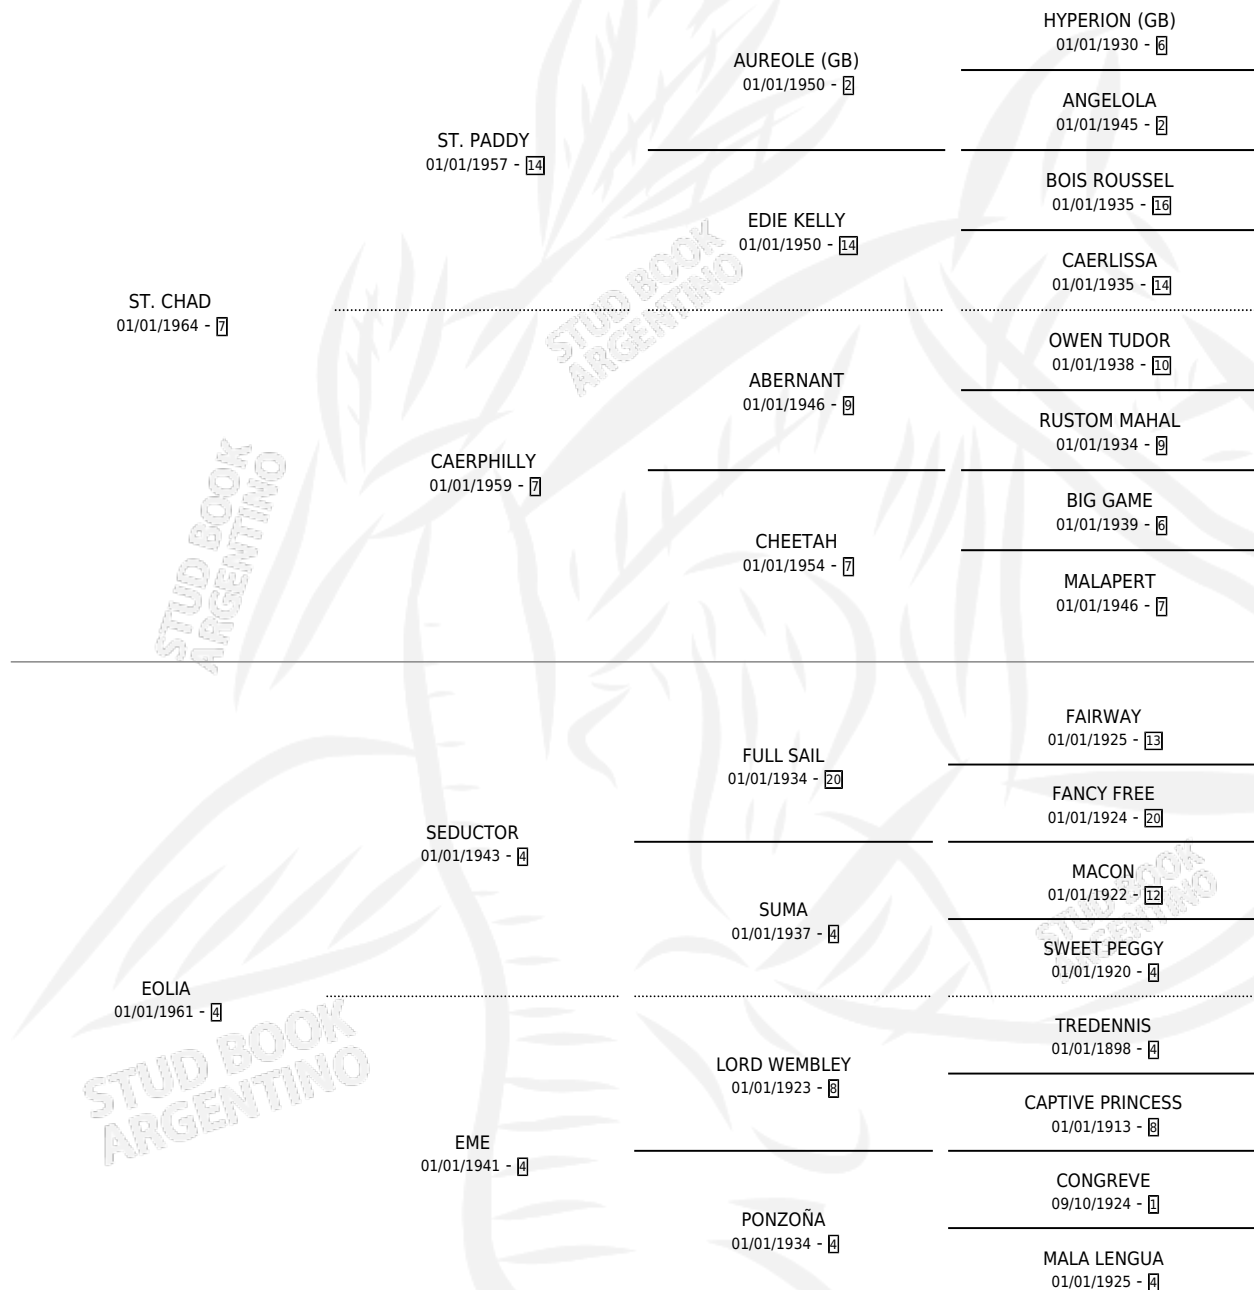 HYPERION (GB)
01/01/1930 - 6
AUREOLE (GB)
01/01/1950 - 2
ANGELOLA
01/01/1945 - 2
ST. PADDY
01/01/1957 - 14
BOIS ROUSSEL
01/01/1935 - 16
EDIE KELLY
01/01/1950 - 14
CAERLISSA
01/01/1935 - 14
ST. CHAD
01/01/1964 - 7
OWEN TUDOR
01/01/1938 - 10
ABERNANT
01/01/1946 - 9
RUSTOM MAHAL
01/01/1934 - 9
CAERPHILLY
01/01/1959 - 7
BIG GAME
01/01/1939 - 6
CHEETAH
01/01/1954 - 7
MALAPERT
01/01/1946 - 7
FAIRWAY
01/01/1925 - 13
FULL SAIL
01/01/1934 - 20
FANCY FREE
01/01/1924 - 20
SEDUCTOR
01/01/1943 - 4
MACON
01/01/1922 - 12
SUMA
01/01/1937 - 4
SWEET PEGGY
01/01/1920 - 4
EOLIA
01/01/1961 - 4
TREDENNIS
01/01/1898 - 4
LORD WEMBLEY
01/01/1923 - 8
CAPTIVE PRINCESS
01/01/1913 - 8
EME
01/01/1941 - 4
CONGREVE
09/10/1924 - 1
PONZOÑA
01/01/1934 - 4
MALA LENGUA
01/01/1925 - 4
STUD BOOK
ARGENTINO
STUD BOOK
ARGENTINO
STUD BOOK
ARGENTINO
STUD BOOK
ARGENTINO